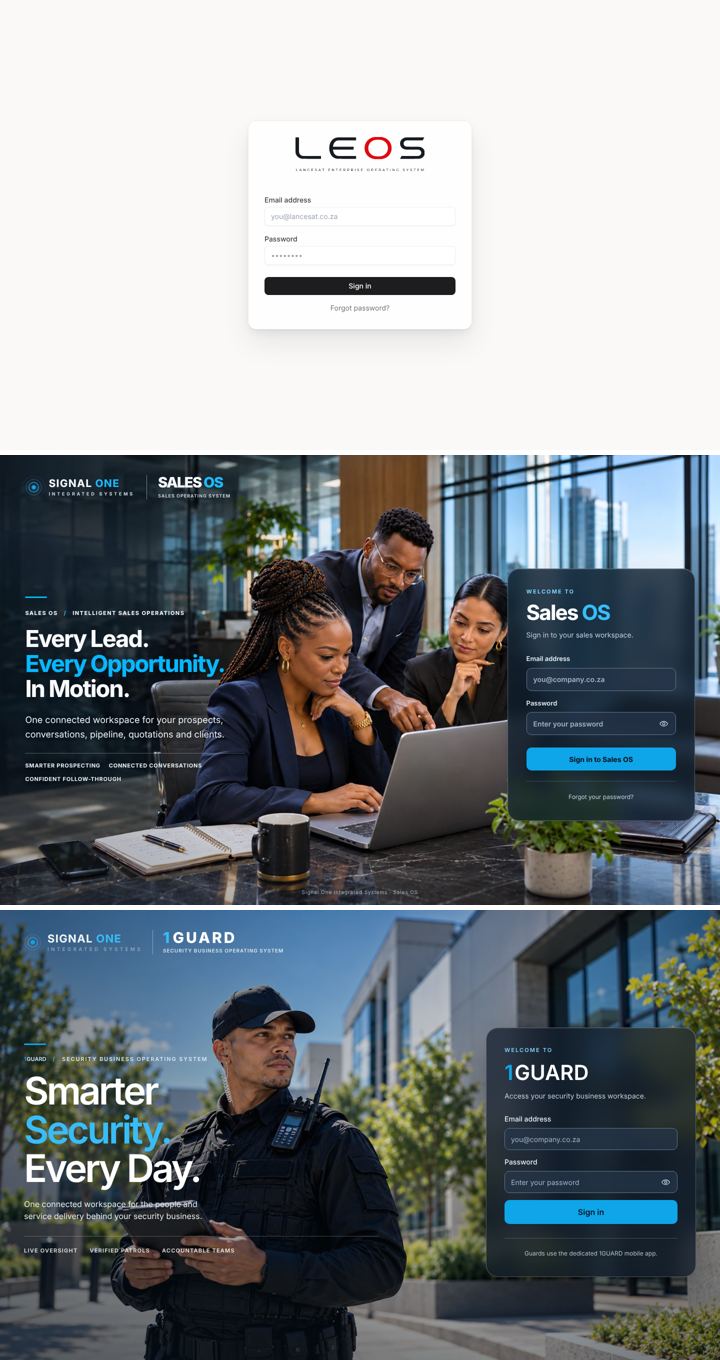 LEOS
LANCESAT ENTERPRISE OPERATING SYSTEM
Email address
you@lancesat.co.za
Password
••••••••
Sign in
Forgot password?
SIGNAL ONE
INTEGRATED SYSTEMS
SALES OS
SALES OPERATING SYSTEM
SALES OS / INTELLIGENT SALES OPERATIONS
Every Lead.
Every Opportunity.
In Motion.
One connected workspace for your prospects,
conversations, pipeline, quotations and clients.
SMARTER PROSPECTING CONNECTED CONVERSATIONS
CONFIDENT FOLLOW-THROUGH
WELCOME TO
Sales OS
Sign in to your sales workspace.
Email address
you@company.co.za
Password
Enter your password
Sign in to Sales OS
Forgot your password?
Signal One Integrated Systems · Sales OS
SIGNAL ONE
INTEGRATED SYSTEMS
1GUARD
SECURITY BUSINESS OPERATING SYSTEM
1GUARD / SECURITY BUSINESS OPERATING SYSTEM
Smarter
Security.
Every Day.
One connected workspace for the people and
service delivery behind your security business.
LIVE OVERSIGHT VERIFIED PATROLS ACCOUNTABLE TEAMS
WELCOME TO
1GUARD
Access your security business workspace.
Email address
you@company.co.za
Password
Enter your password
Sign in
Guards use the dedicated 1GUARD mobile app.